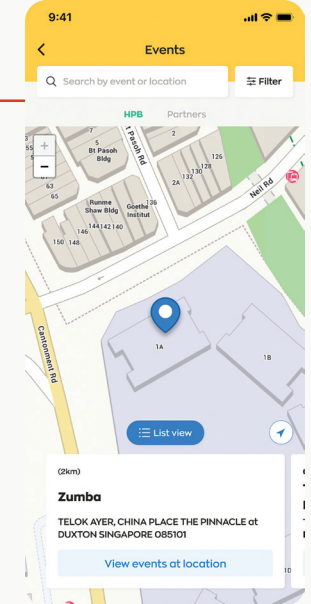 9:41
Events
Search by event or location
Filter
HPB
Partners
7
5
Bt Pasoh
Bldg
t Pasoh Rd
2
126
128
130
132
2A
63
65
Neil Rd
Runme
Shaw Bldg
Goethe
Institut
136
144 142 140
146
150 148
Cantonment Rd
1A
1B
List view
(2km)
Zumba
TELOK AYER, CHINA PLACE THE PINNACLE at
DUXTON SINGAPORE 085101
View events at location